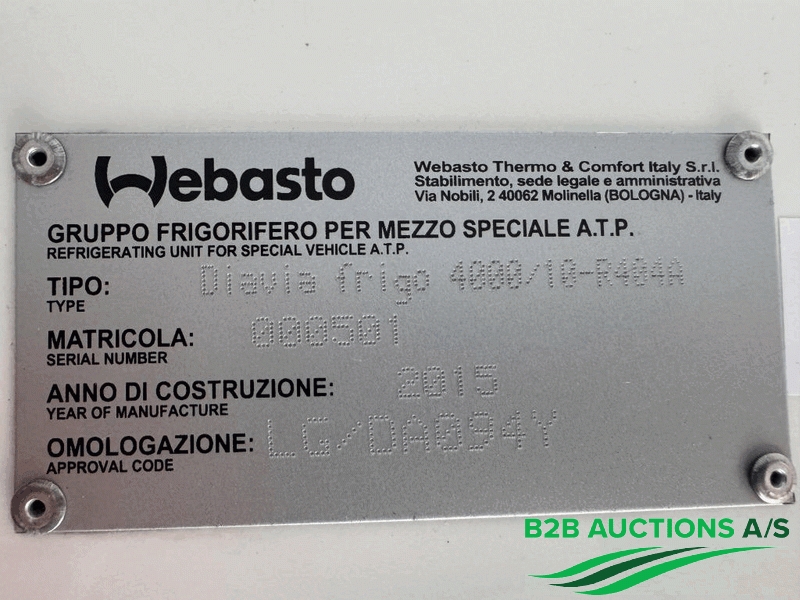 Webasto
Webasto Thermo & Comfort Italy S.r.l.
Stabilimento, sede legale e amministrativa
Via Nobili, 2 40062 Molinella (BOLOGNA) - Italy
GRUPPO FRIGORIFERO PER MEZZO SPECIALE A.T.P.
REFRIGERATING UNIT FOR SPECIAL VEHICLE A.T.P.
TIPO: Diavia frigo 4000/10-R404A
TYPE
MATRICOLA: 000501
SERIAL NUMBER
ANNO DI COSTRUZIONE: 2015
YEAR OF MANUFACTURE
OMOLOGAZIONE: LG/DA094Y
APPROVAL CODE
B2B AUCTIONS A/S